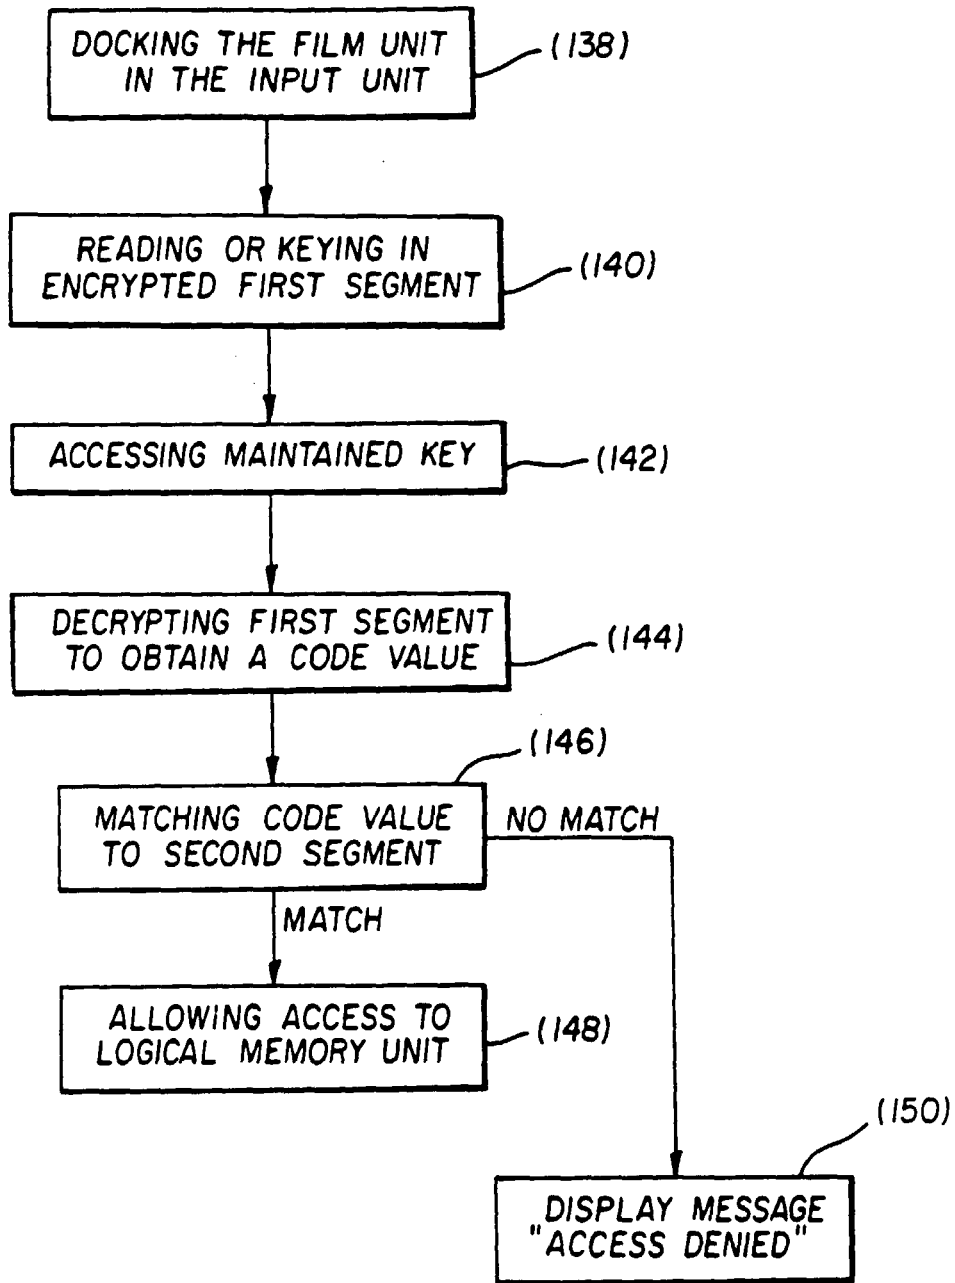 DOCKING THE FILM UNIT
IN THE INPUT UNIT
(138)
READING OR KEYING IN
ENCRYPTED FIRST SEGMENT
(140)
ACCESSING MAINTAINED KEY
(142)
DECRYPTING FIRST SEGMENT
TO OBTAIN A CODE VALUE
(144)
(146)
MATCHING CODE VALUE
TO SECOND SEGMENT
NO MATCH
MATCH
ALLOWING ACCESS TO
LOGICAL MEMORY UNIT
(148)
(150)
DISPLAY MESSAGE
"ACCESS DENIED"